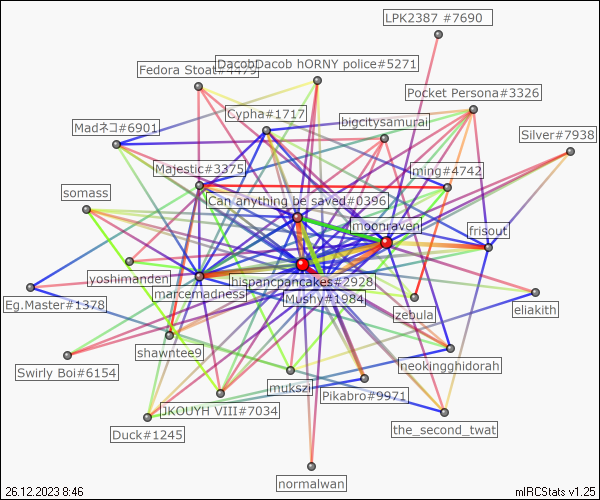 LPK2387 #7690
DacobDacob hORNY police#5271
Fedora Stoat#4479
Pocket Persona#3326
Cypha#1717
bigcitysamurai
Madネコ#6901
Silver#7938
Majestic#3375
ming#4742
somass
Can anything be saved#0396
moonraven
frisout
yoshimanden
hispancpancakes#2928
marcemadness
Mushy#1984
Eg.Master#1378
eliakith
zebula
shawntee9
neokingghidorah
Swirly Boi#6154
mukszi
Pikabro#9971
JKOUYH VIII#7034
the_second_twat
Duck#1245
normalwan
26.12.2023 8:46
mIRCStats v1.25